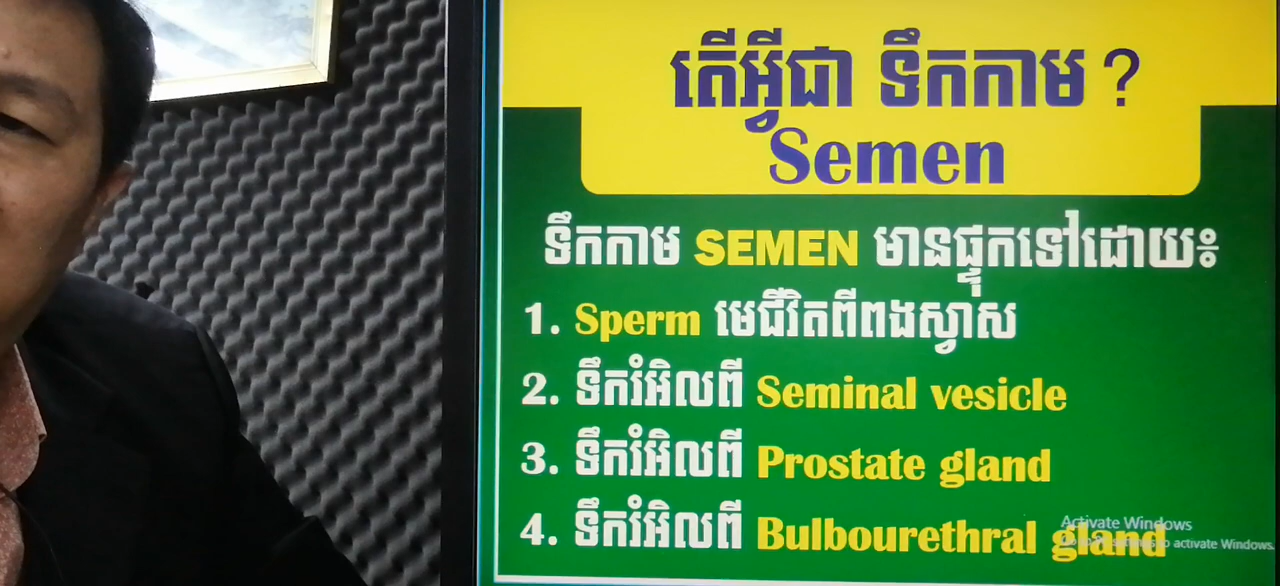 តើអ្វីជា ទឹកកាម ?
Semen
ទឹកកាម SEMEN មានផ្ទុកទៅដោយ៖
1. Sperm មេជីវិតពីពងស្វាស
2. ទឹករំអិលពី Seminal vesicle
3. ទឹករំអិលពី Prostate gland
4. ទឹករំអិលពី Bulbourethral gland
Activate Windows
to activate Windows.